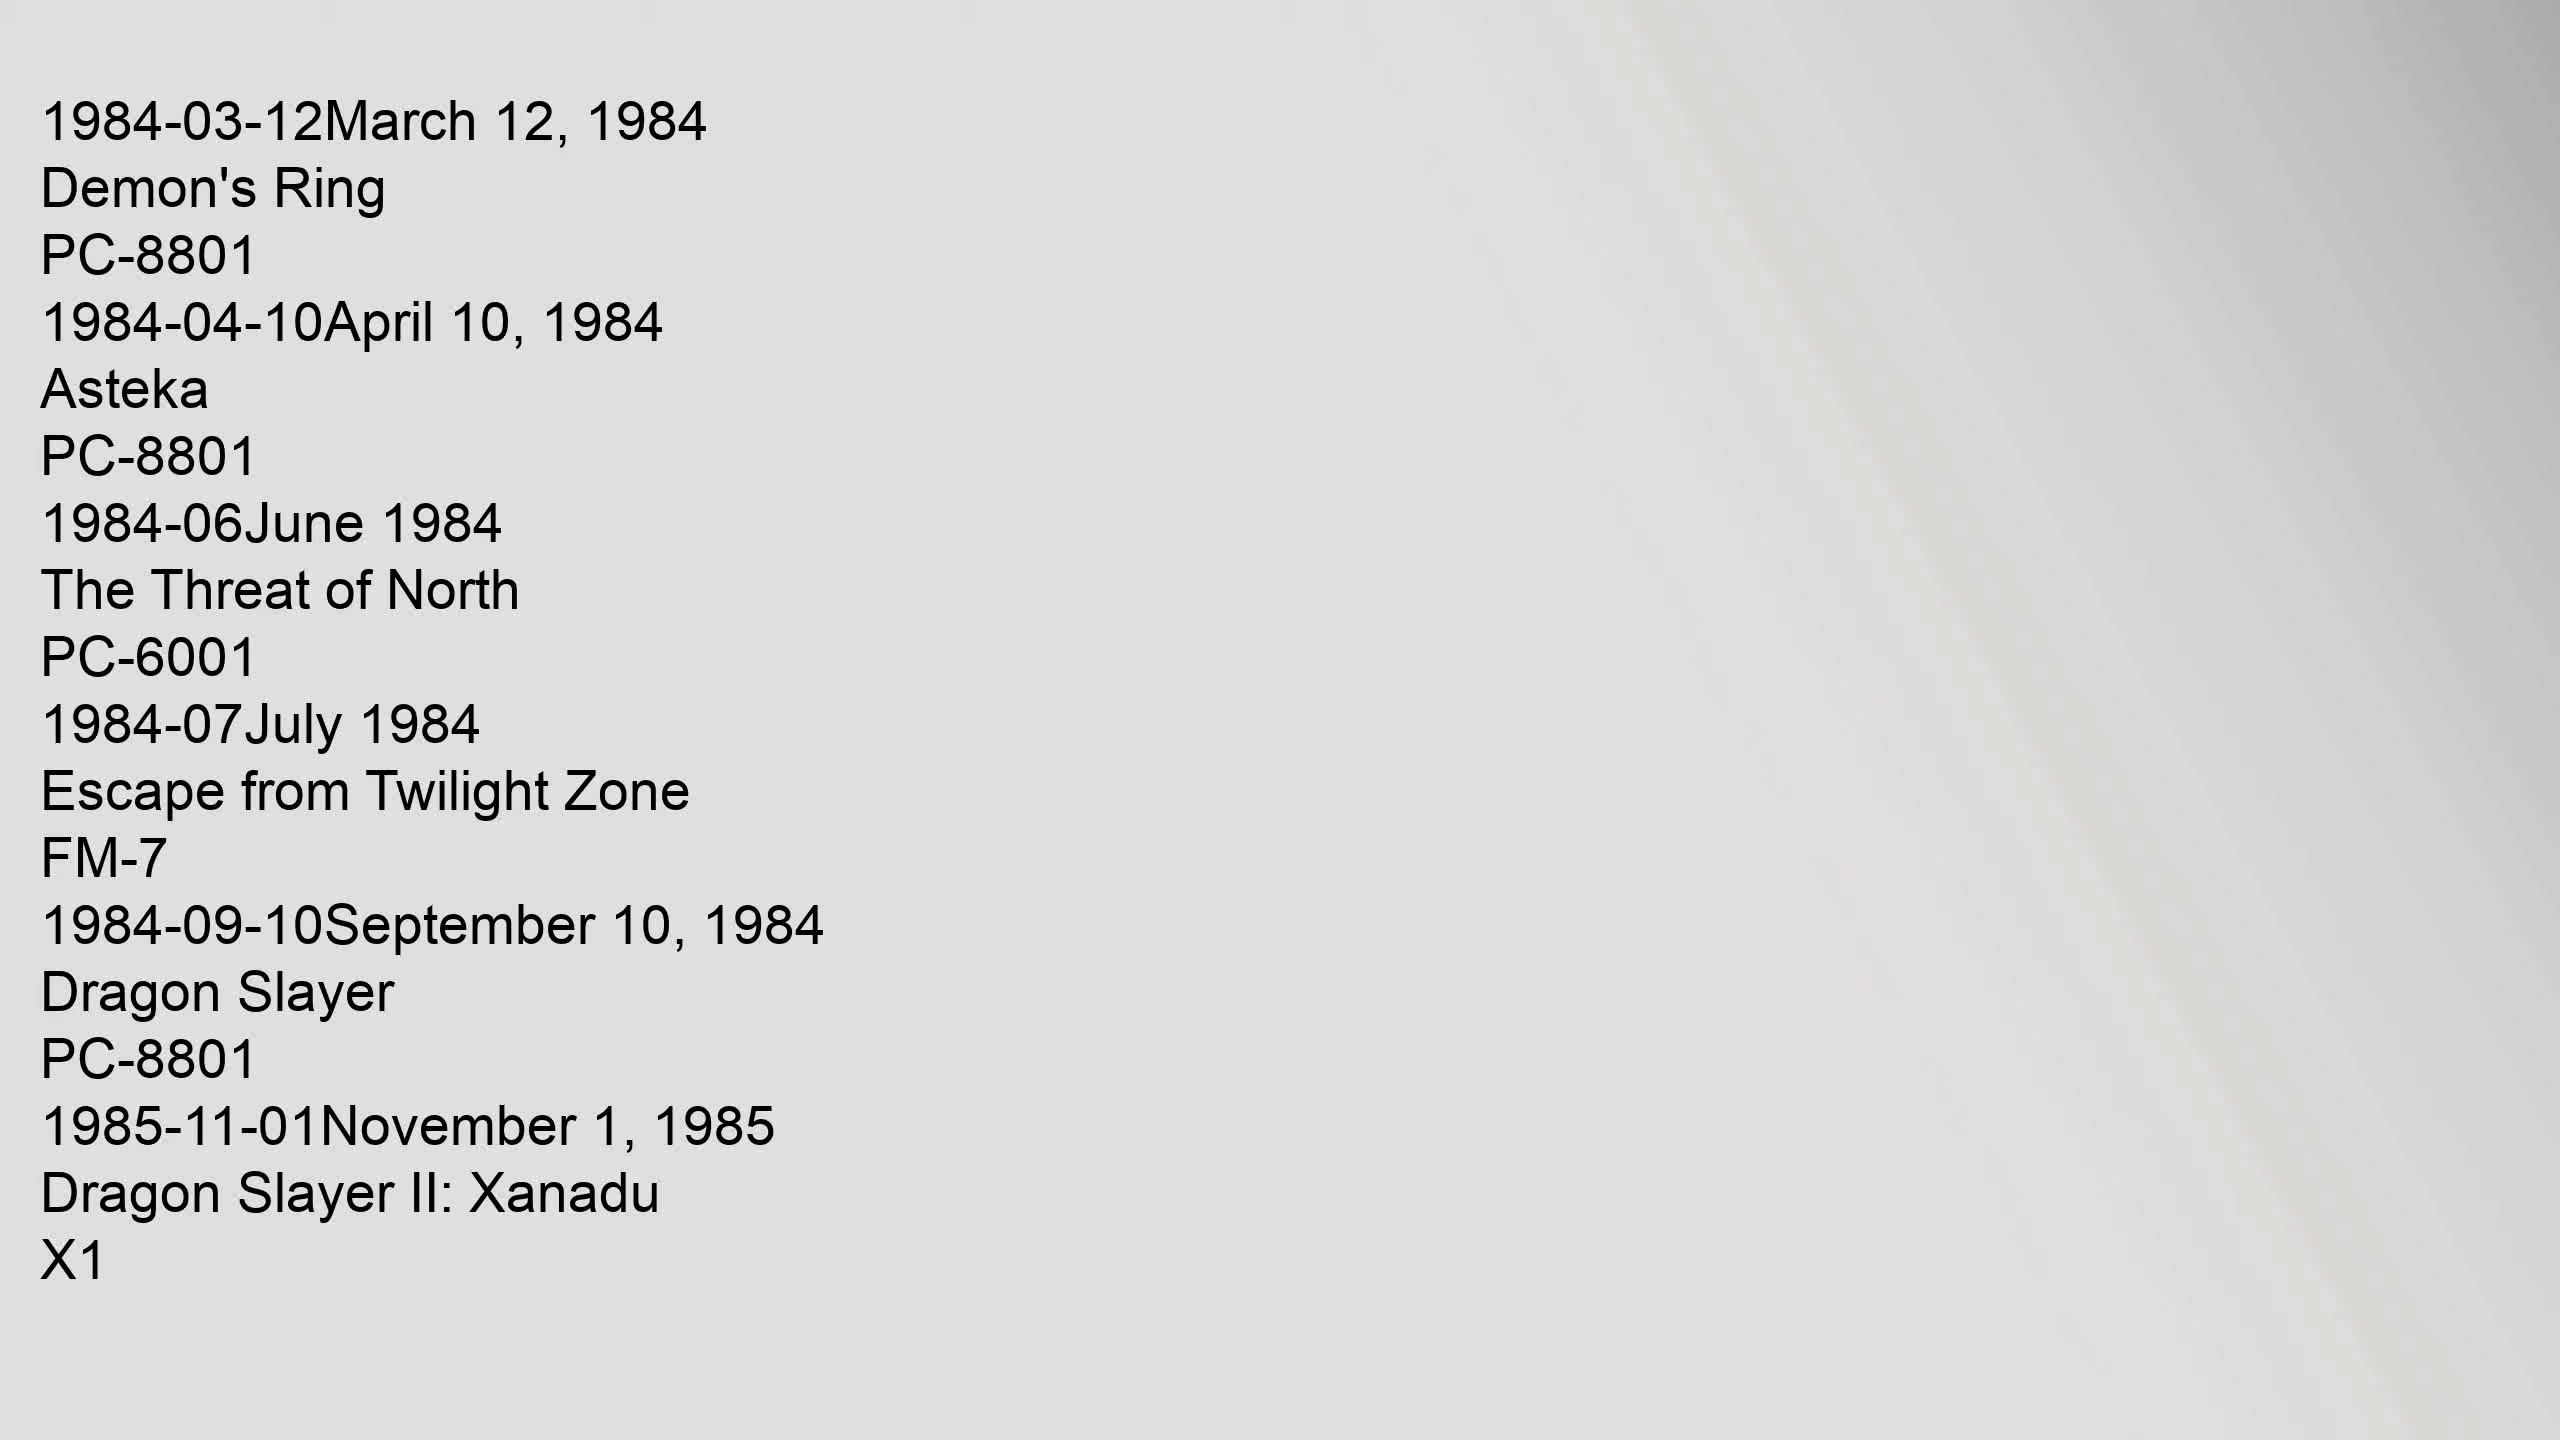 1984-03-12March 12, 1984
Demon's Ring
PC-8801
1984-04-10April 10, 1984
Asteka
PC-8801
1984-06June 1984
The Threat of North
PC-6001
1984-07July 1984
Escape from Twilight Zone
FM-7
1984-09-10September 10, 1984
Dragon Slayer
PC-8801
1985-11-01November 1, 1985
Dragon Slayer II: Xanadu
X1